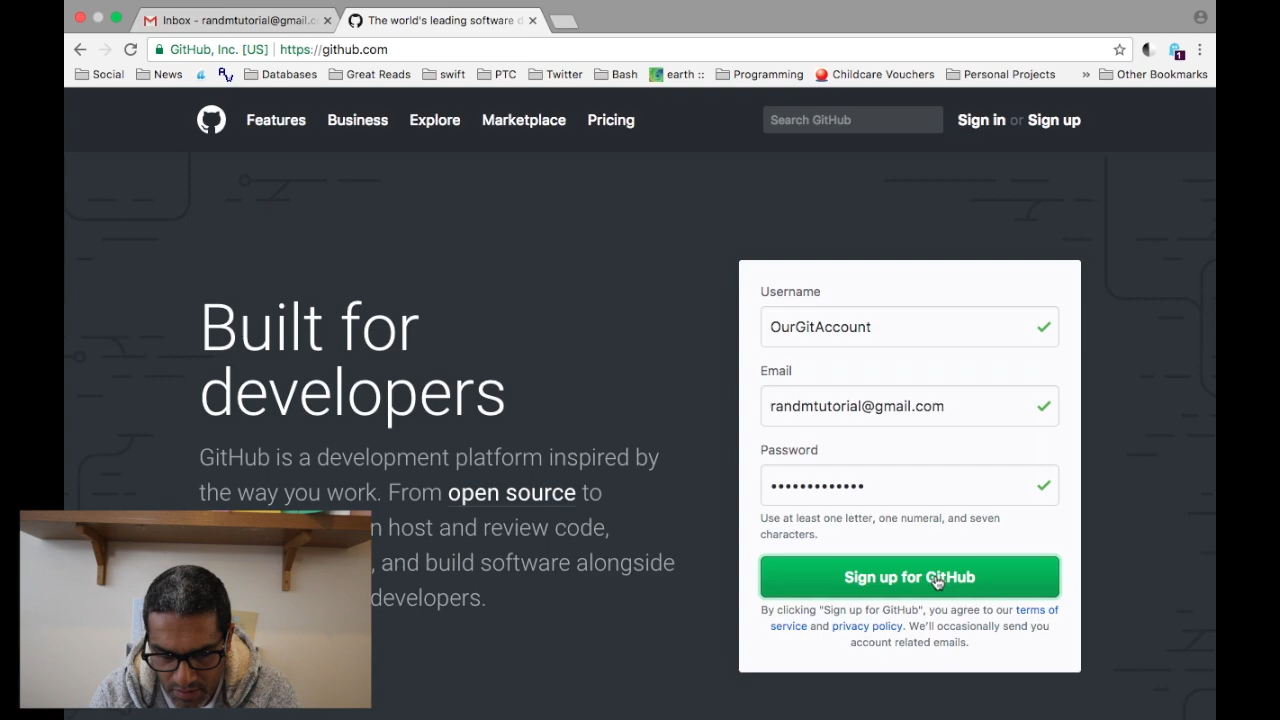 Inbox - randmtutorial@gmail.c
The world's leading software d
GitHub, Inc. [US] https://github.com
Social News Databases Great Reads swift PTC Twitter Bash earth :: Programming Childcare Vouchers Personal Projects » Other Bookmarks
1
Features Business Explore Marketplace Pricing Search GitHub Sign in or Sign up
Built for
developers
GitHub is a development platform inspired by
the way you work. From open source to
n host and review code,
, and build software alongside
developers.
Username
OurGitAccount
Email
randmtutorial@gmail.com
Password
•••••••••••••
Use at least one letter, one numeral, and seven
characters.
Sign up for GitHub
By clicking "Sign up for GitHub", you agree to our terms of
service and privacy policy. We'll occasionally send you
account related emails.